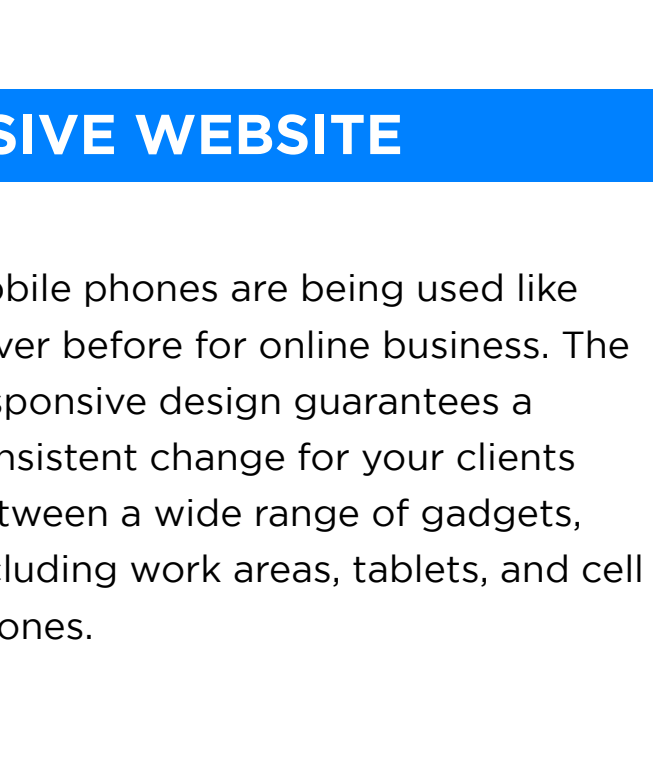 SIVE WEBSITE
obile phones are being used like
ver before for online business. The
sponsive design guarantees a
nsistent change for your clients
tween a wide range of gadgets,
cluding work areas, tablets, and cell
ones.